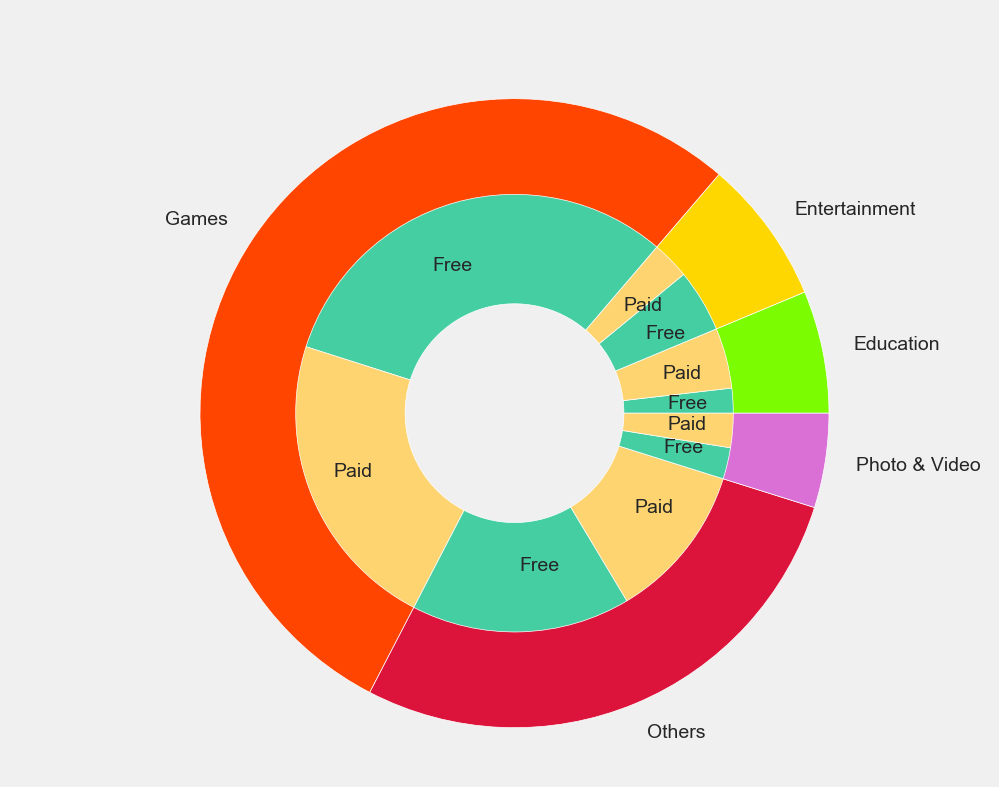 Entertainment
Games
Free
Paid
Free
Education
Paid
Free
Paid
Free
Photo & Video
Paid
Paid
Free
Others